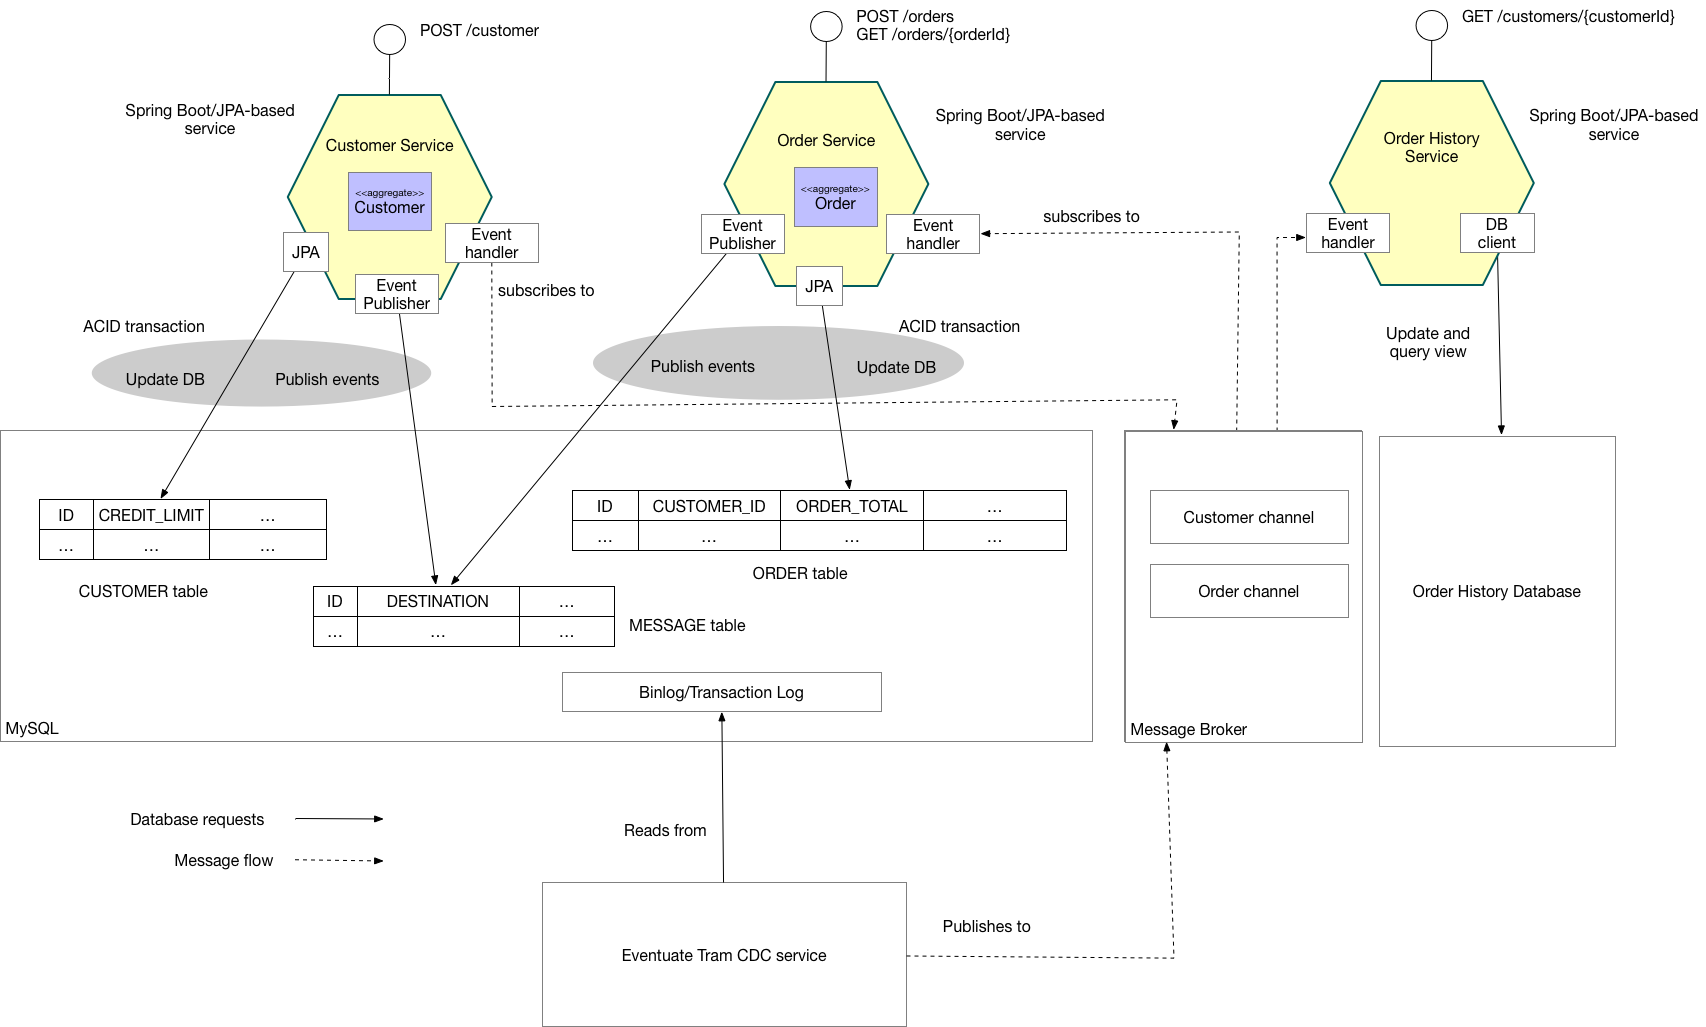 POST /customer
POST /orders
GET /orders/{orderId}
GET /customers/{customerId}
Spring Boot/JPA-based
service
Customer Service
<<aggregate>>
Customer
JPA
Event
Publisher
Event
handler
subscribes to
Order Service
<<aggregate>>
Order
Event
Publisher
JPA
Event
handler
Spring Boot/JPA-based
service
subscribes to
Order History
Service
Event
handler
DB
client
Spring Boot/JPA-based
service
ACID transaction
Update DB
Publish events
ACID transaction
Publish events
Update DB
Update and
query view
ID CREDIT_LIMIT ...
... ... ...
CUSTOMER table
ID CUSTOMER_ID ORDER_TOTAL ...
... ... ... ...
ORDER table
ID DESTINATION ...
... ... ...
MESSAGE table
Binlog/Transaction Log
MySQL
Customer channel
Order channel
Message Broker
Order History Database
Database requests
Message flow
Reads from
Eventuate Tram CDC service
Publishes to